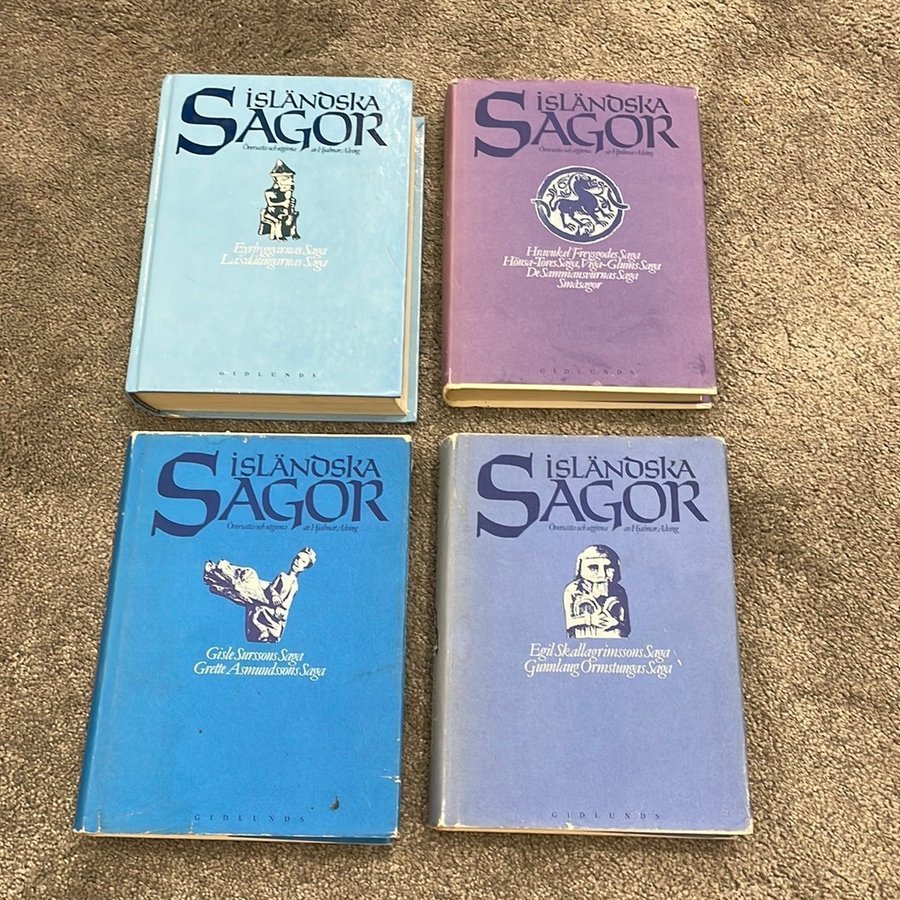 ISLÄNDSKA
SAGOR
Översatta och utgivna av Hjalmar Alving
Eyrbyggarnas Saga
Laxdalingarnas Saga
GIDLUNDS
ISLÄNDSKA
SAGOR
Översatta och utgivna av Hjalmar Alving
Hravnkel Freysgodes Saga
Hönsa-Tores Saga, Viga-Glums Saga
De Sammansvurnas Saga
Småsagor
GIDLUNDS
ISLÄNDSKA
SAGOR
Översatta och utgivna av Hjalmar Alving
Gisle Surssons Saga
Grette Asmundssons Saga
GIDLUNDS
ISLÄNDSKA
SAGOR
Översatta och utgivna av Hjalmar Alving
Egil Skallagrimssons Saga
Gunnlaug Ormstungas Saga
GIDLUNDS